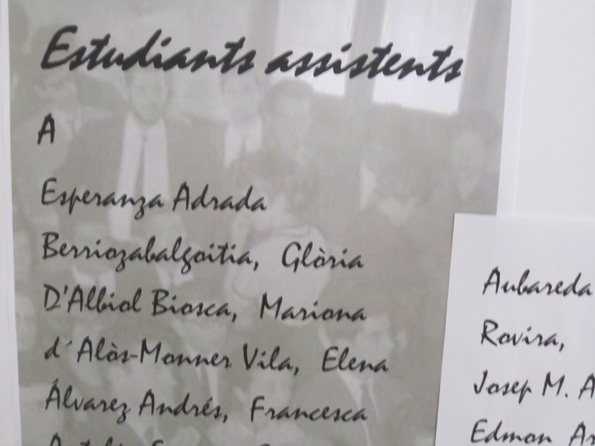 Estudiants assistents
A
Esperanza Adrada
Berriozabalgoitia, Glòria
D'Albiol Biosca, Mariona
d´Alòs-Monner Vila, Elena
Álvarez Andrés, Francesca
Aubareda
Rovira,
Josep M. A
Edmon